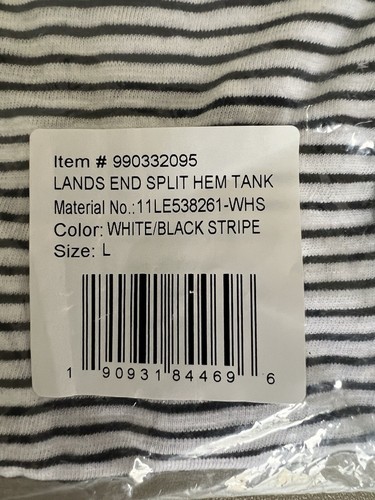 Item # 990332095
LANDS END SPLIT HEM TANK
Material No.:11LE538261-WHS
Color: WHITE/BLACK STRIPE
Size: L
1 90931 84469 6